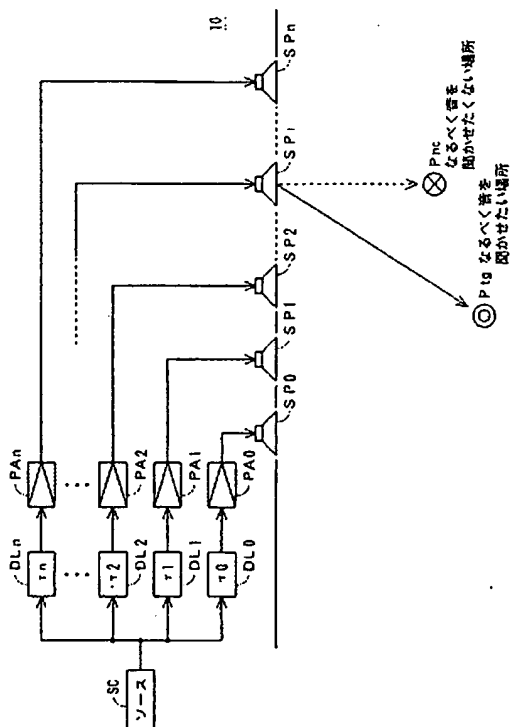 DLn
PAn
τn
DL2
PA2
τ2
SC
ソース
DL1
PA1
τ1
DL0
PA0
τ0
10
SP0
SP1
SP2
SPi
SPn
Pnc
なるべく音を
聞かせたくない場所
Ptg なるべく音を
聞かせたい場所